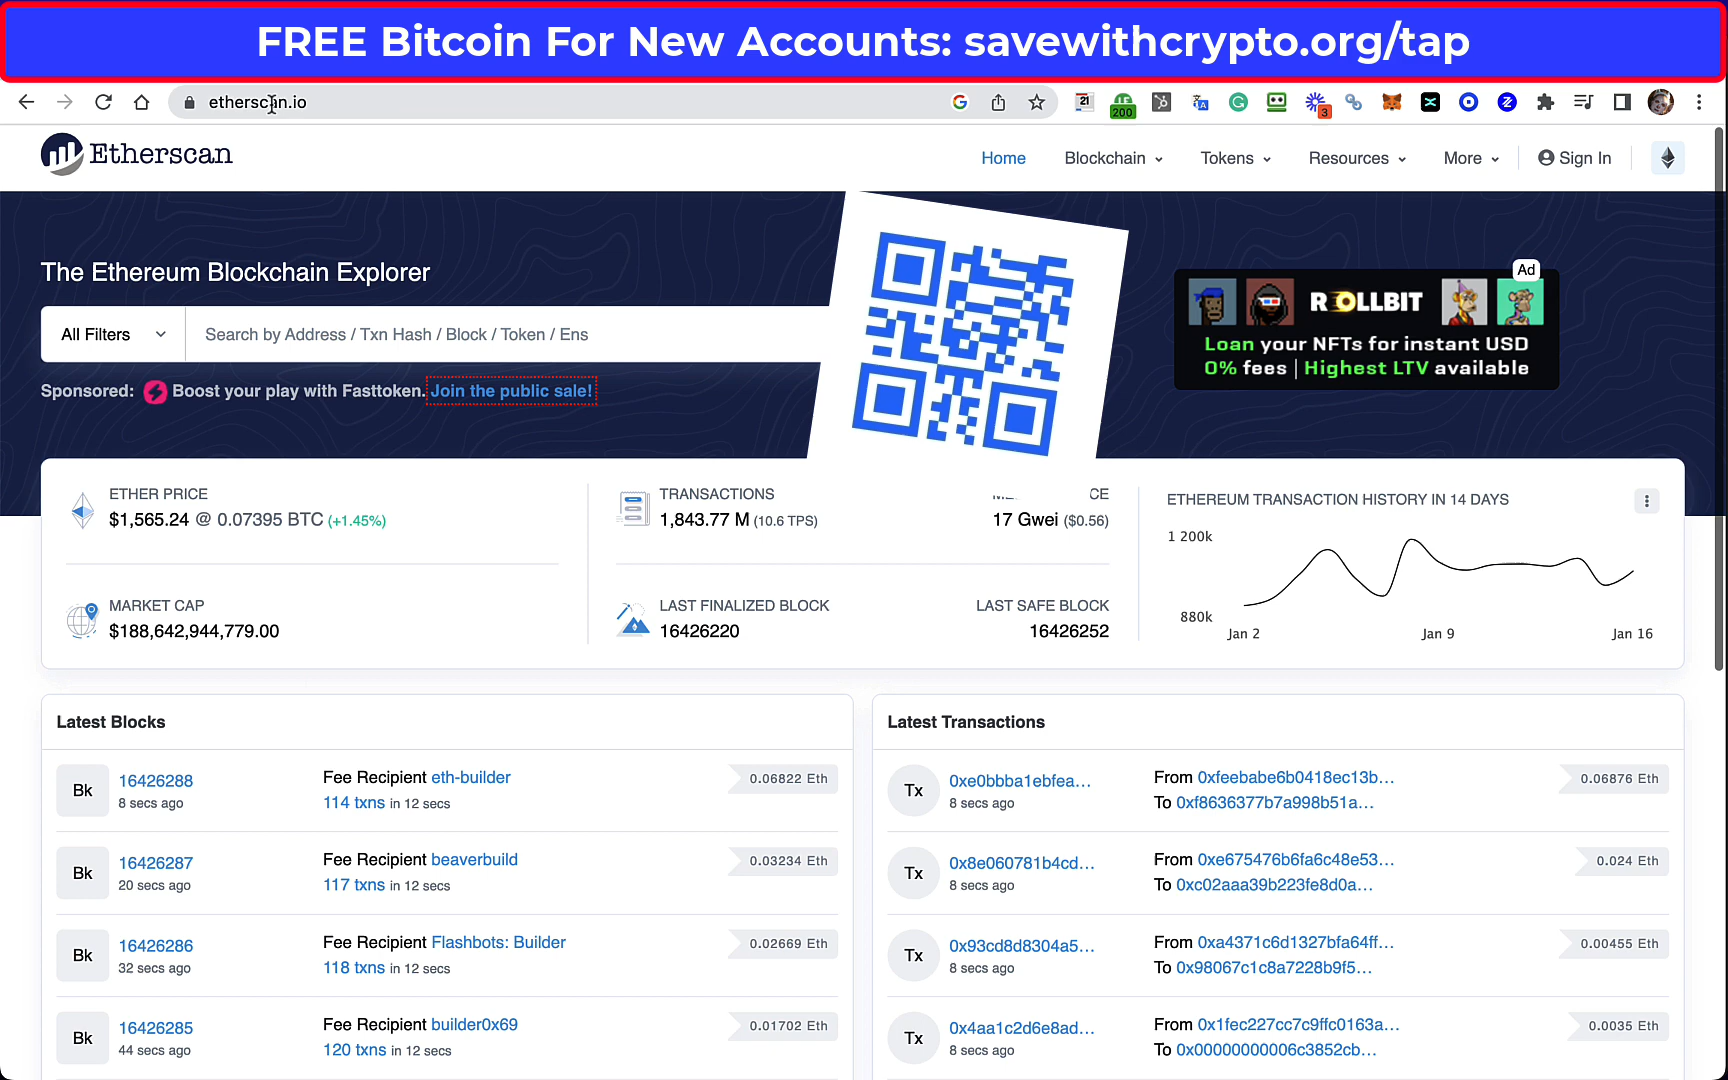 FREE Bitcoin For New Accounts: savewithcrypto.org/tap
etherscan.io
21
200
3
Etherscan
Home
Blockchain
Tokens
Resources
More
Sign In
The Ethereum Blockchain Explorer
All Filters
Search by Address / Txn Hash / Block / Token / Ens
Sponsored: Boost your play with Fasttoken. Join the public sale!
Ad
ROLLBIT
Loan your NFTs for instant USD
0% fees | Highest LTV available
ETHER PRICE
$1,565.24 @ 0.07395 BTC (+1.45%)
MARKET CAP
$188,642,944,779.00
TRANSACTIONS
1,843.77 M (10.6 TPS)
CE
17 Gwei ($0.56)
LAST FINALIZED BLOCK
16426220
LAST SAFE BLOCK
16426252
ETHEREUM TRANSACTION HISTORY IN 14 DAYS
1 200k
880k
Jan 2
Jan 9
Jan 16
Latest Blocks
Bk
16426288
8 secs ago
Fee Recipient eth-builder
114 txns in 12 secs
0.06822 Eth
Bk
16426287
20 secs ago
Fee Recipient beaverbuild
117 txns in 12 secs
0.03234 Eth
Bk
16426286
32 secs ago
Fee Recipient Flashbots: Builder
118 txns in 12 secs
0.02669 Eth
Bk
16426285
44 secs ago
Fee Recipient builder0x69
120 txns in 12 secs
0.01702 Eth
Latest Transactions
Tx
0xe0bbba1ebfea...
8 secs ago
From 0xfeebabe6b0418ec13b...
To 0xf8636377b7a998b51a...
0.06876 Eth
Tx
0x8e060781b4cd...
8 secs ago
From 0xe675476b6fa6c48e53...
To 0xc02aaa39b223fe8d0a...
0.024 Eth
Tx
0x93cd8d8304a5...
8 secs ago
From 0xa4371c6d1327bfa64ff...
To 0x98067c1c8a7228b9f5...
0.00455 Eth
Tx
0x4aa1c2d6e8ad...
8 secs ago
From 0x1fec227cc7c9ffc0163a...
To 0x00000000006c3852cb...
0.0035 Eth